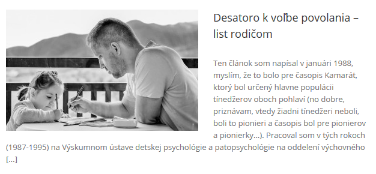 Desatoro k voľbe povolania –
list rodičom
Ten článok som napísal v januári 1988,
myslím, že to bolo pre časopis Kamarát,
ktorý bol určený hlavne populácii
tínedžerov oboch pohlaví (no dobre,
priznávam, vtedy žiadni tínedžeri neboli,
boli to pionieri a časopis bol pre pionierov
a pionierky...). Pracoval som v tých rokoch
(1987-1995) na Výskumnom ústave detskej psychológie a patopsychológie na oddelení výchovného
[...]